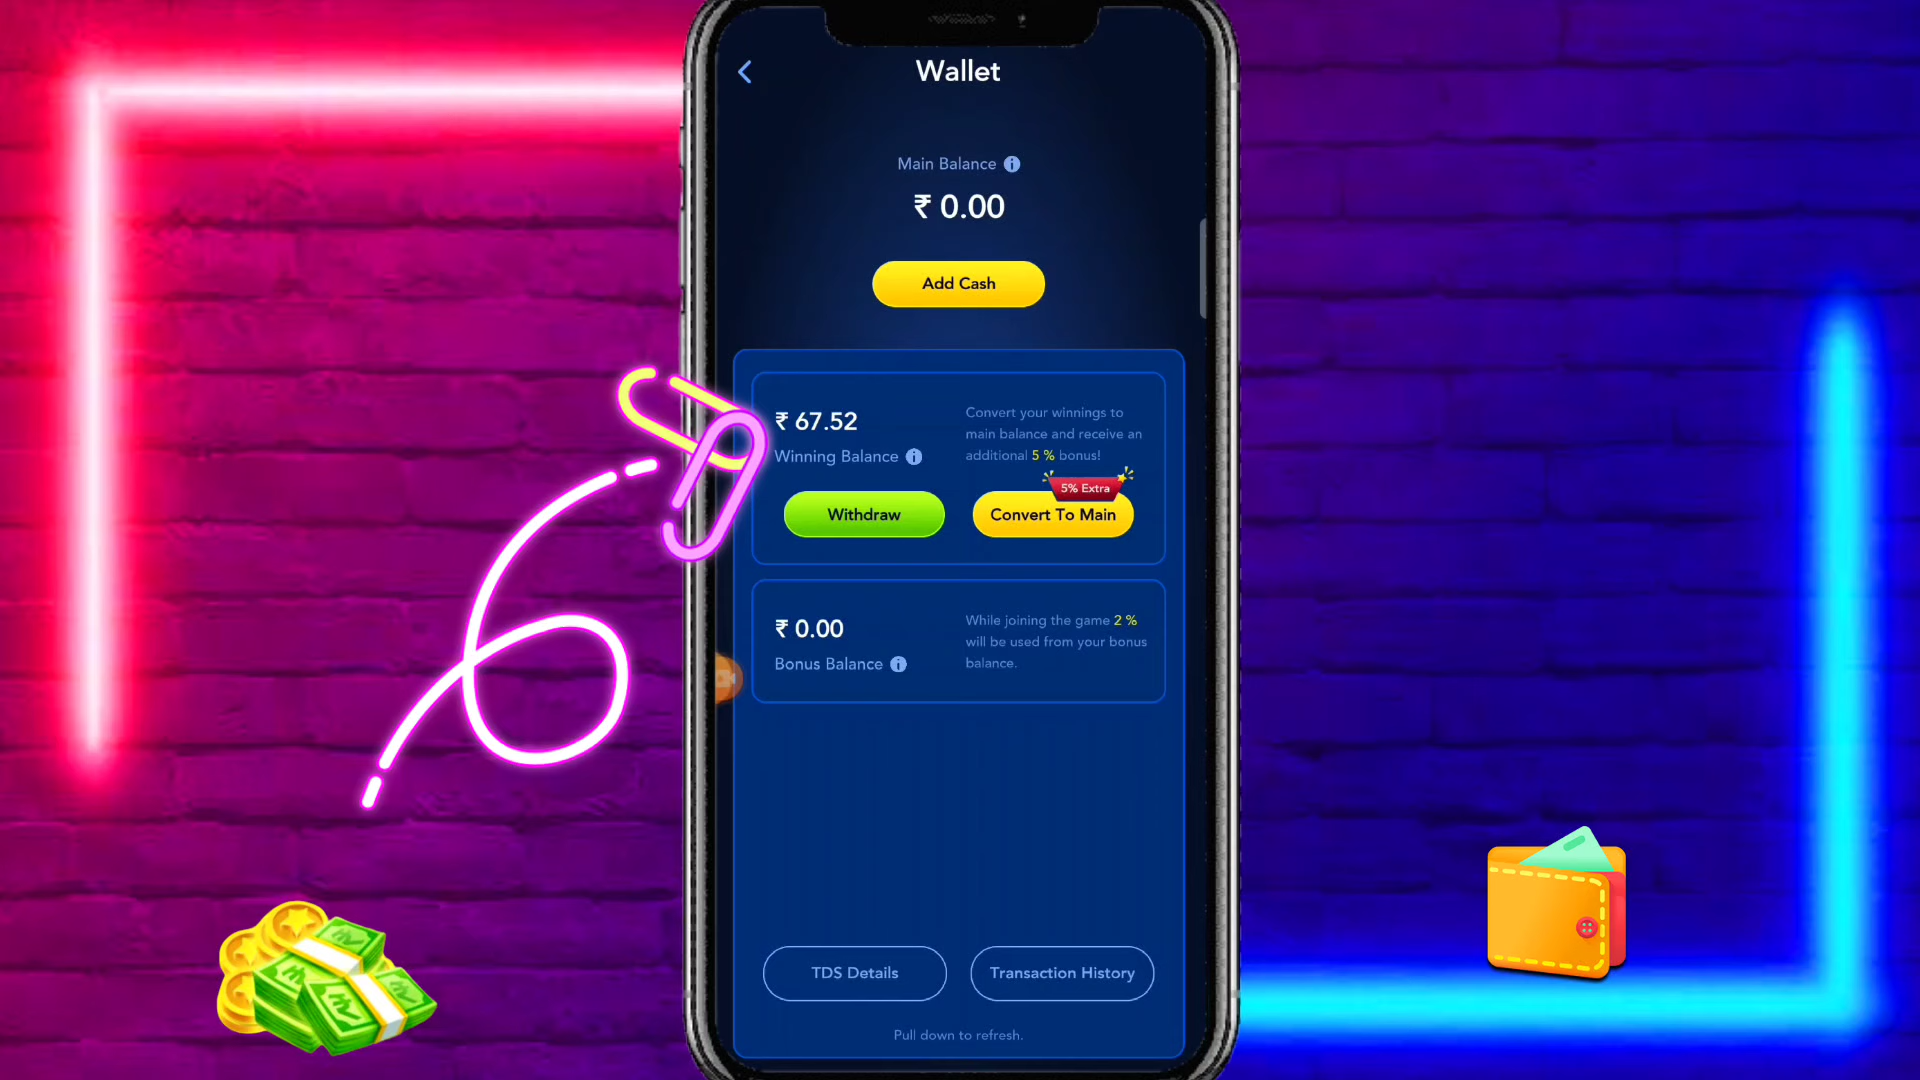 Wallet
Main Balance
₹ 0.00
Add Cash
₹ 67.52
Winning Balance
Convert your winnings to
main balance and receive an
additional 5 % bonus!
5% Extra
Withdraw
Convert To Main
₹ 0.00
Bonus Balance
While joining the game 2 %
will be used from your bonus
balance.
TDS Details
Transaction History
Pull down to refresh.